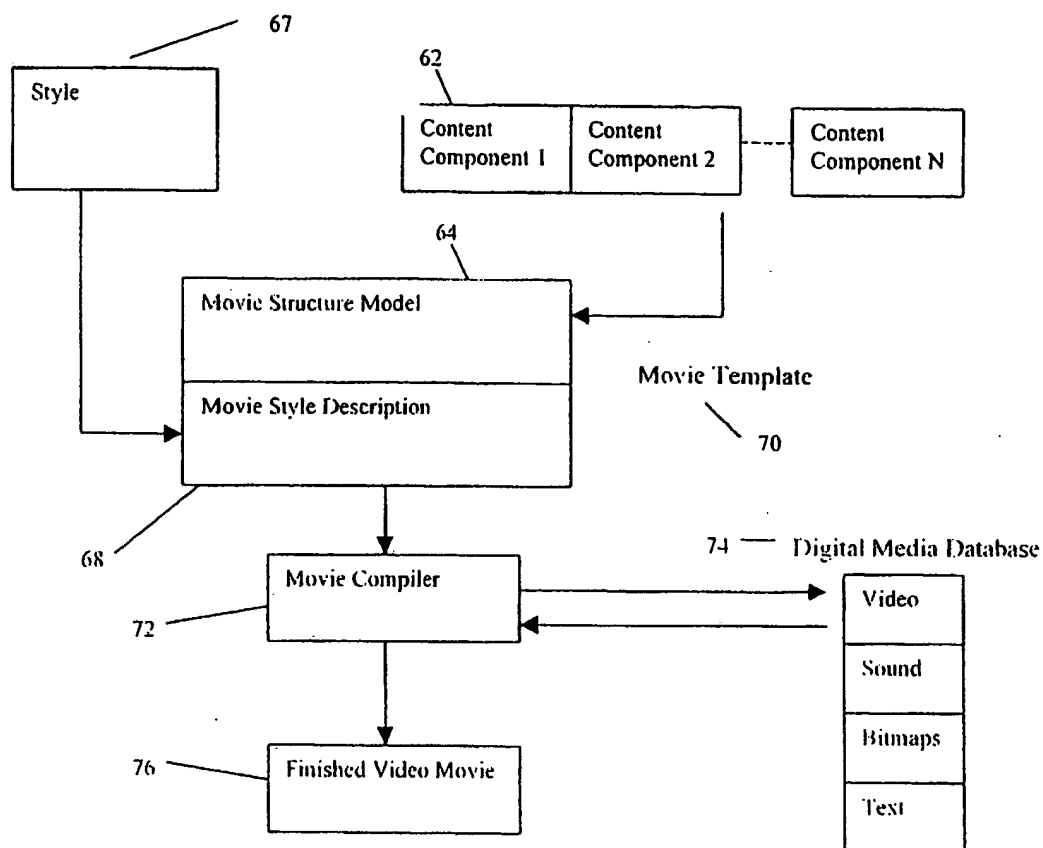 67
Style
62
Content
Component 1
Content
Component 2
Content
Component N
64
Movie Structure Model
Movie Template
70
Movie Style Description
68
74
Digital Media Database
Movie Compiler
72
Video
Sound
Bitmaps
Text
76
Finished Video Movie